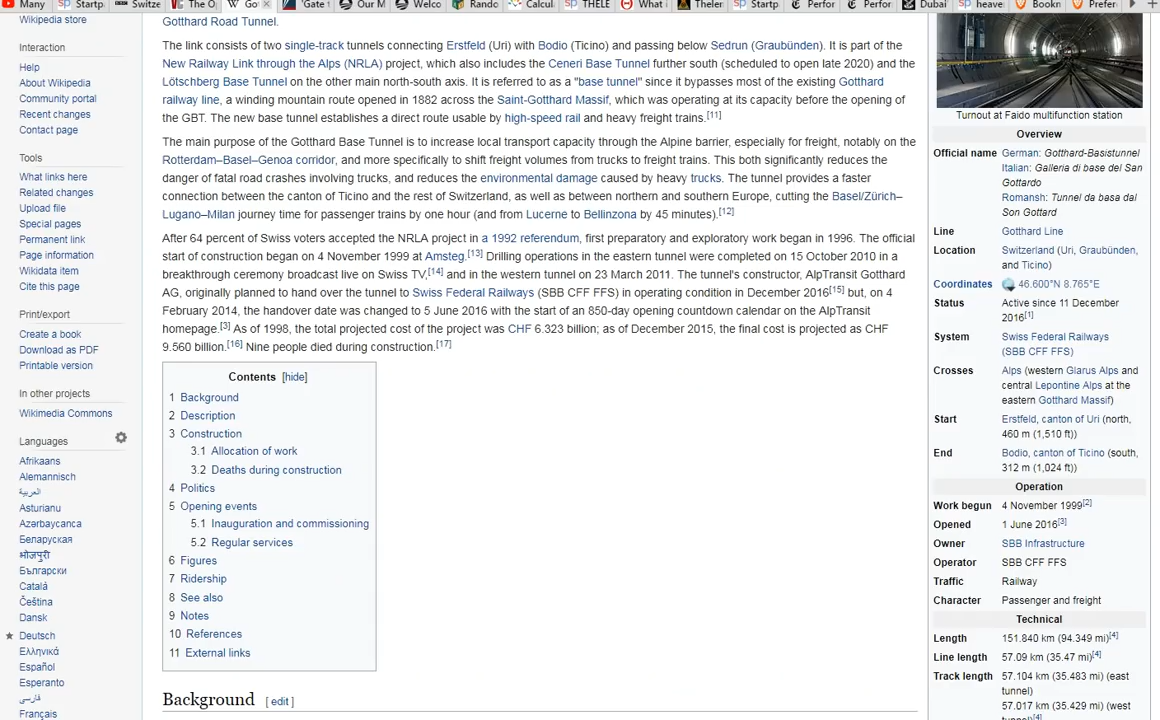 Many
Startp
Switze
The O
Go
'Gate t
Our M
Welco
Rando
Calcul
THELE
What i
Theler
Startp
Perfor
Perfor
Dubai
heave
Bookn
Prefer
Wikipedia store
Interaction
Help
About Wikipedia
Community portal
Recent changes
Contact page
Tools
What links here
Related changes
Upload file
Special pages
Permanent link
Page information
Wikidata item
Cite this page
Print/export
Create a book
Download as PDF
Printable version
In other projects
Wikimedia Commons
Languages
Afrikaans
Alemannisch
العربية
Asturianu
Azərbaycanca
Беларуская
भोजपुरी
Български
Català
Čeština
Dansk
Deutsch
Ελληνικά
Español
Esperanto
فارسی
Français
Gotthard Road Tunnel.
The link consists of two single-track tunnels connecting Erstfeld (Uri) with Bodio (Ticino) and passing below Sedrun (Graubünden). It is part of the
New Railway Link through the Alps (NRLA) project, which also includes the Ceneri Base Tunnel further south (scheduled to open late 2020) and the
Lötschberg Base Tunnel on the other main north-south axis. It is referred to as a "base tunnel" since it bypasses most of the existing Gotthard
railway line, a winding mountain route opened in 1882 across the Saint-Gotthard Massif, which was operating at its capacity before the opening of
the GBT. The new base tunnel establishes a direct route usable by high-speed rail and heavy freight trains.[11]
The main purpose of the Gotthard Base Tunnel is to increase local transport capacity through the Alpine barrier, especially for freight, notably on the
Rotterdam–Basel–Genoa corridor, and more specifically to shift freight volumes from trucks to freight trains. This both significantly reduces the
danger of fatal road crashes involving trucks, and reduces the environmental damage caused by heavy trucks. The tunnel provides a faster
connection between the canton of Ticino and the rest of Switzerland, as well as between northern and southern Europe, cutting the Basel/Zürich–
Lugano–Milan journey time for passenger trains by one hour (and from Lucerne to Bellinzona by 45 minutes).[12]
After 64 percent of Swiss voters accepted the NRLA project in a 1992 referendum, first preparatory and exploratory work began in 1996. The official
start of construction began on 4 November 1999 at Amsteg.[13] Drilling operations in the eastern tunnel were completed on 15 October 2010 in a
breakthrough ceremony broadcast live on Swiss TV,[14] and in the western tunnel on 23 March 2011. The tunnel's constructor, AlpTransit Gotthard
AG, originally planned to hand over the tunnel to Swiss Federal Railways (SBB CFF FFS) in operating condition in December 2016[15] but, on 4
February 2014, the handover date was changed to 5 June 2016 with the start of an 850-day opening countdown calendar on the AlpTransit
homepage.[3] As of 1998, the total projected cost of the project was CHF 6.323 billion; as of December 2015, the final cost is projected as CHF
9.560 billion.[16] Nine people died during construction.[17]
Contents [hide]
1 Background
2 Description
3 Construction
3.1 Allocation of work
3.2 Deaths during construction
4 Politics
5 Opening events
5.1 Inauguration and commissioning
5.2 Regular services
6 Figures
7 Ridership
8 See also
9 Notes
10 References
11 External links
Background [ edit ]
Turnout at Faido multifunction station
Overview
Official name German: Gotthard-Basistunnel
Italian: Galleria di base del San
Gottardo
Romansh: Tunnel da basa dal
Son Gottard
Line Gotthard Line
Location Switzerland (Uri, Graubünden,
and Ticino)
Coordinates 46.600°N 8.765°E
Status Active since 11 December
2016[1]
System Swiss Federal Railways
(SBB CFF FFS)
Crosses Alps (western Glarus Alps and
central Lepontine Alps at the
eastern Gotthard Massif)
Start Erstfeld, canton of Uri (north,
460 m (1,510 ft))
End Bodio, canton of Ticino (south,
312 m (1,024 ft))
Operation
Work begun 4 November 1999[2]
Opened 1 June 2016[3]
Owner SBB Infrastructure
Operator SBB CFF FFS
Traffic Railway
Character Passenger and freight
Technical
Length 151.840 km (94.349 mi)[4]
Line length 57.09 km (35.47 mi)[4]
Track length 57.104 km (35.483 mi) (east
tunnel)
57.017 km (35.429 mi) (west
tunnel)[4]